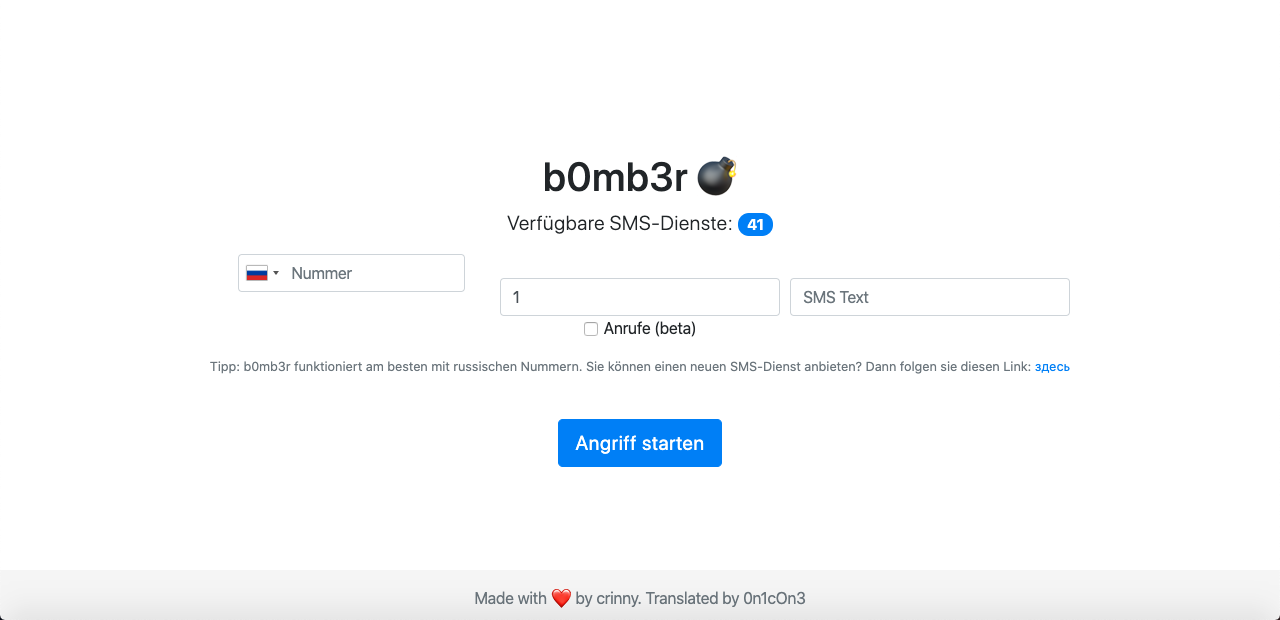 b0mb3r 💣
Verfügbare SMS-Dienste: 41
Nummer
1
SMS Text
Anrufe (beta)
Tipp: b0mb3r funktioniert am besten mit russischen Nummern. Sie können einen neuen SMS-Dienst anbieten? Dann folgen sie diesen Link: здесь
Angriff starten
Made with ❤️ by crinny. Translated by 0n1cOn3